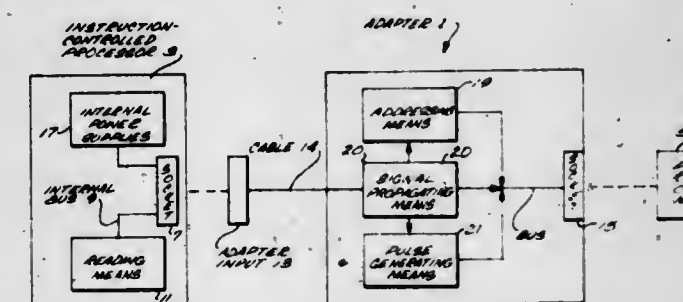 INSTRUCTION-
CONTROLLED
PROCESSOR 3
ADAPTER 1
INTERNAL
POWER
SUPPLIES
17
SOCKET
7
INTERNAL
BUS 9
READING
MEANS
11
CABLE 14
ADAPTER
INPUT 13
19
ADDRESSING
MEANS
20
20
SIGNAL
PROPAGATING
MEANS
21
PULSE
GENERATING
MEANS
BUS
15